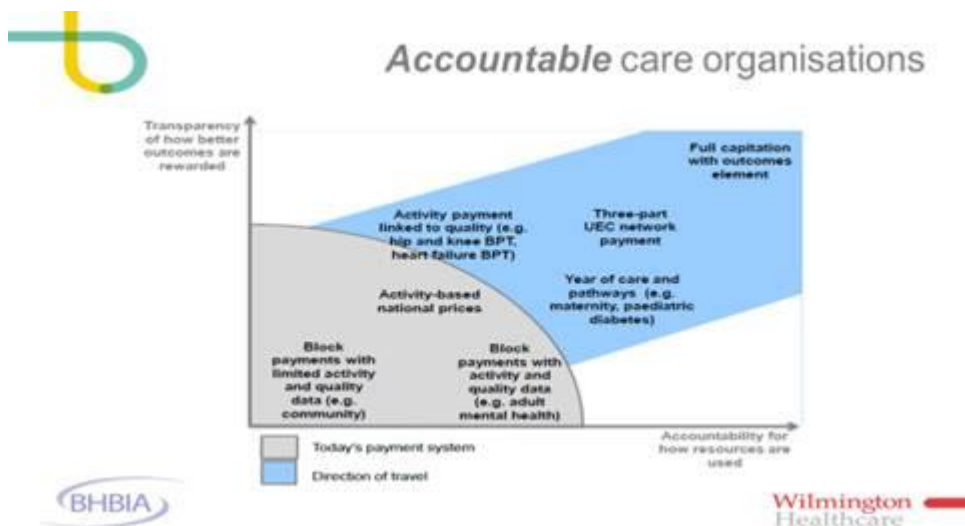 Accountable care organisations
Transparency
of how better
outcomes are
rewarded
Full capitation
with outcomes
element
Activity payment
linked to quality (e.g.
hip and knee BPT,
heart failure BPT)
Three-part
UEC network
payment
Year of care and
pathways (e.g.
maternity, paediatric
diabetes)
Activity-based
national prices
Block
payments with
limited activity
and quality
data (e.g.
community)
Block
payments with
activity and
quality data
(e.g. adult
mental health)
Accountability for
how resources are
used
Today's payment system
Direction of travel
BHBIA
Wilmington
Healthcare